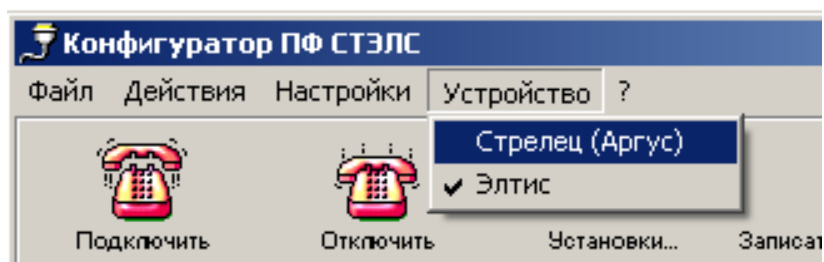 Конфигуратор ПФ СТЭЛС
Файл Действия Настройки Устройство ?
Стрелец (Аргус)
✔ Элтис
Подключить Отключить Установки... Записат